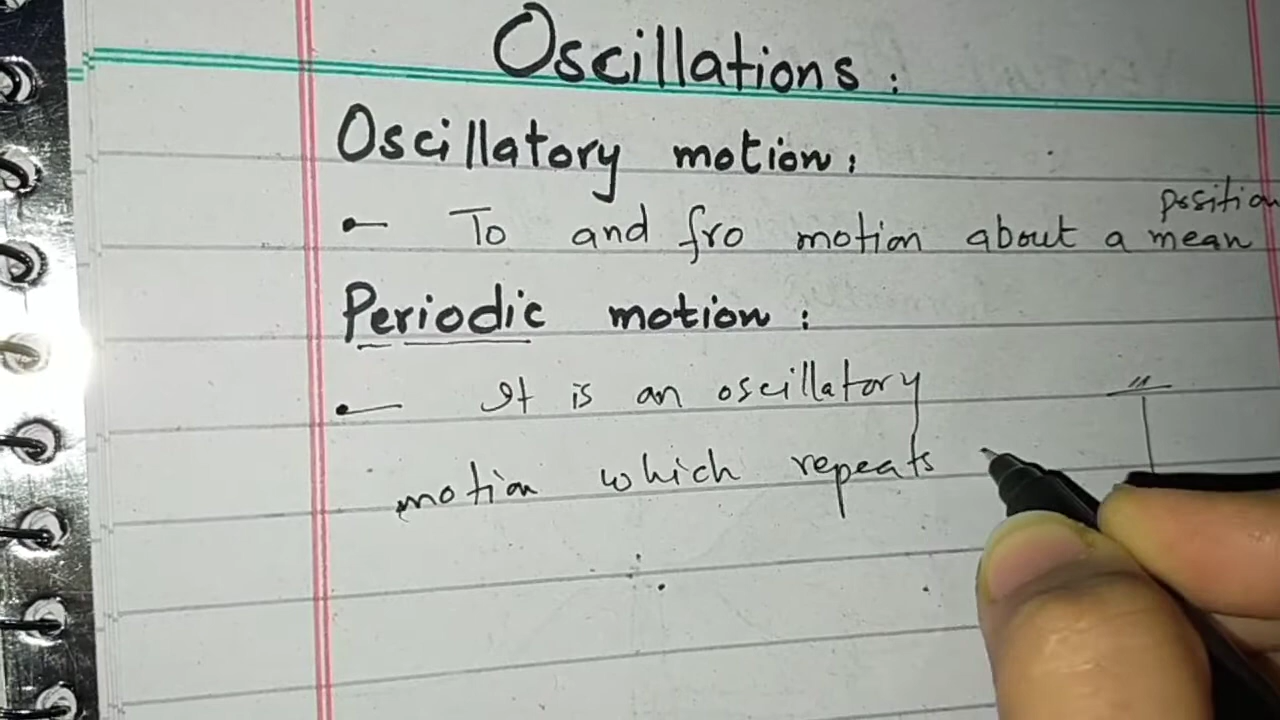 Oscillations:
Oscillatory motion:
position
To and fro motion about a mean
Periodic motion:
It is an oscillatory
motion which repeats